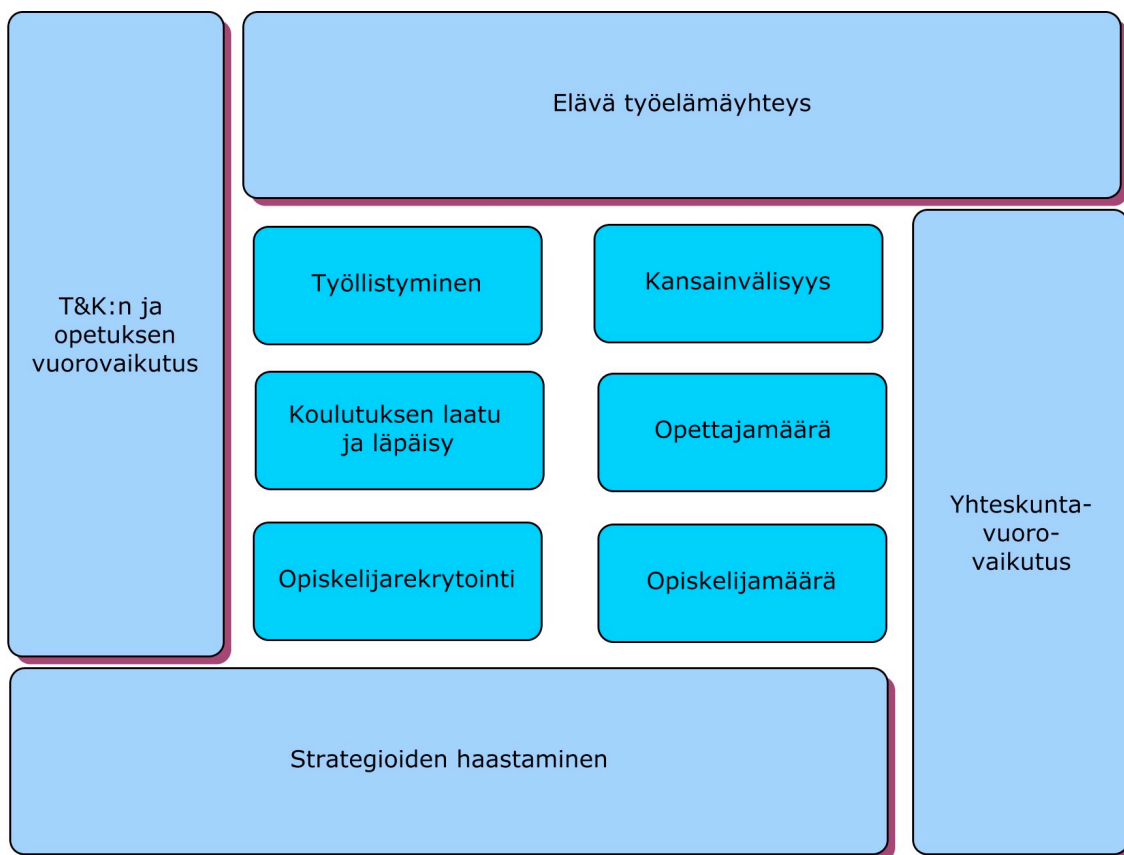 Elävä työelämäyhteys
T&K:n ja
opetuksen
vuorovaikutus
Työllistyminen
Kansainvälisyys
Koulutuksen laatu
ja läpäisy
Opettajamäärä
Opiskelijarekrytointi
Opiskelijamäärä
Yhteskunta-
vuoro-
vaikutus
Strategioiden haastaminen